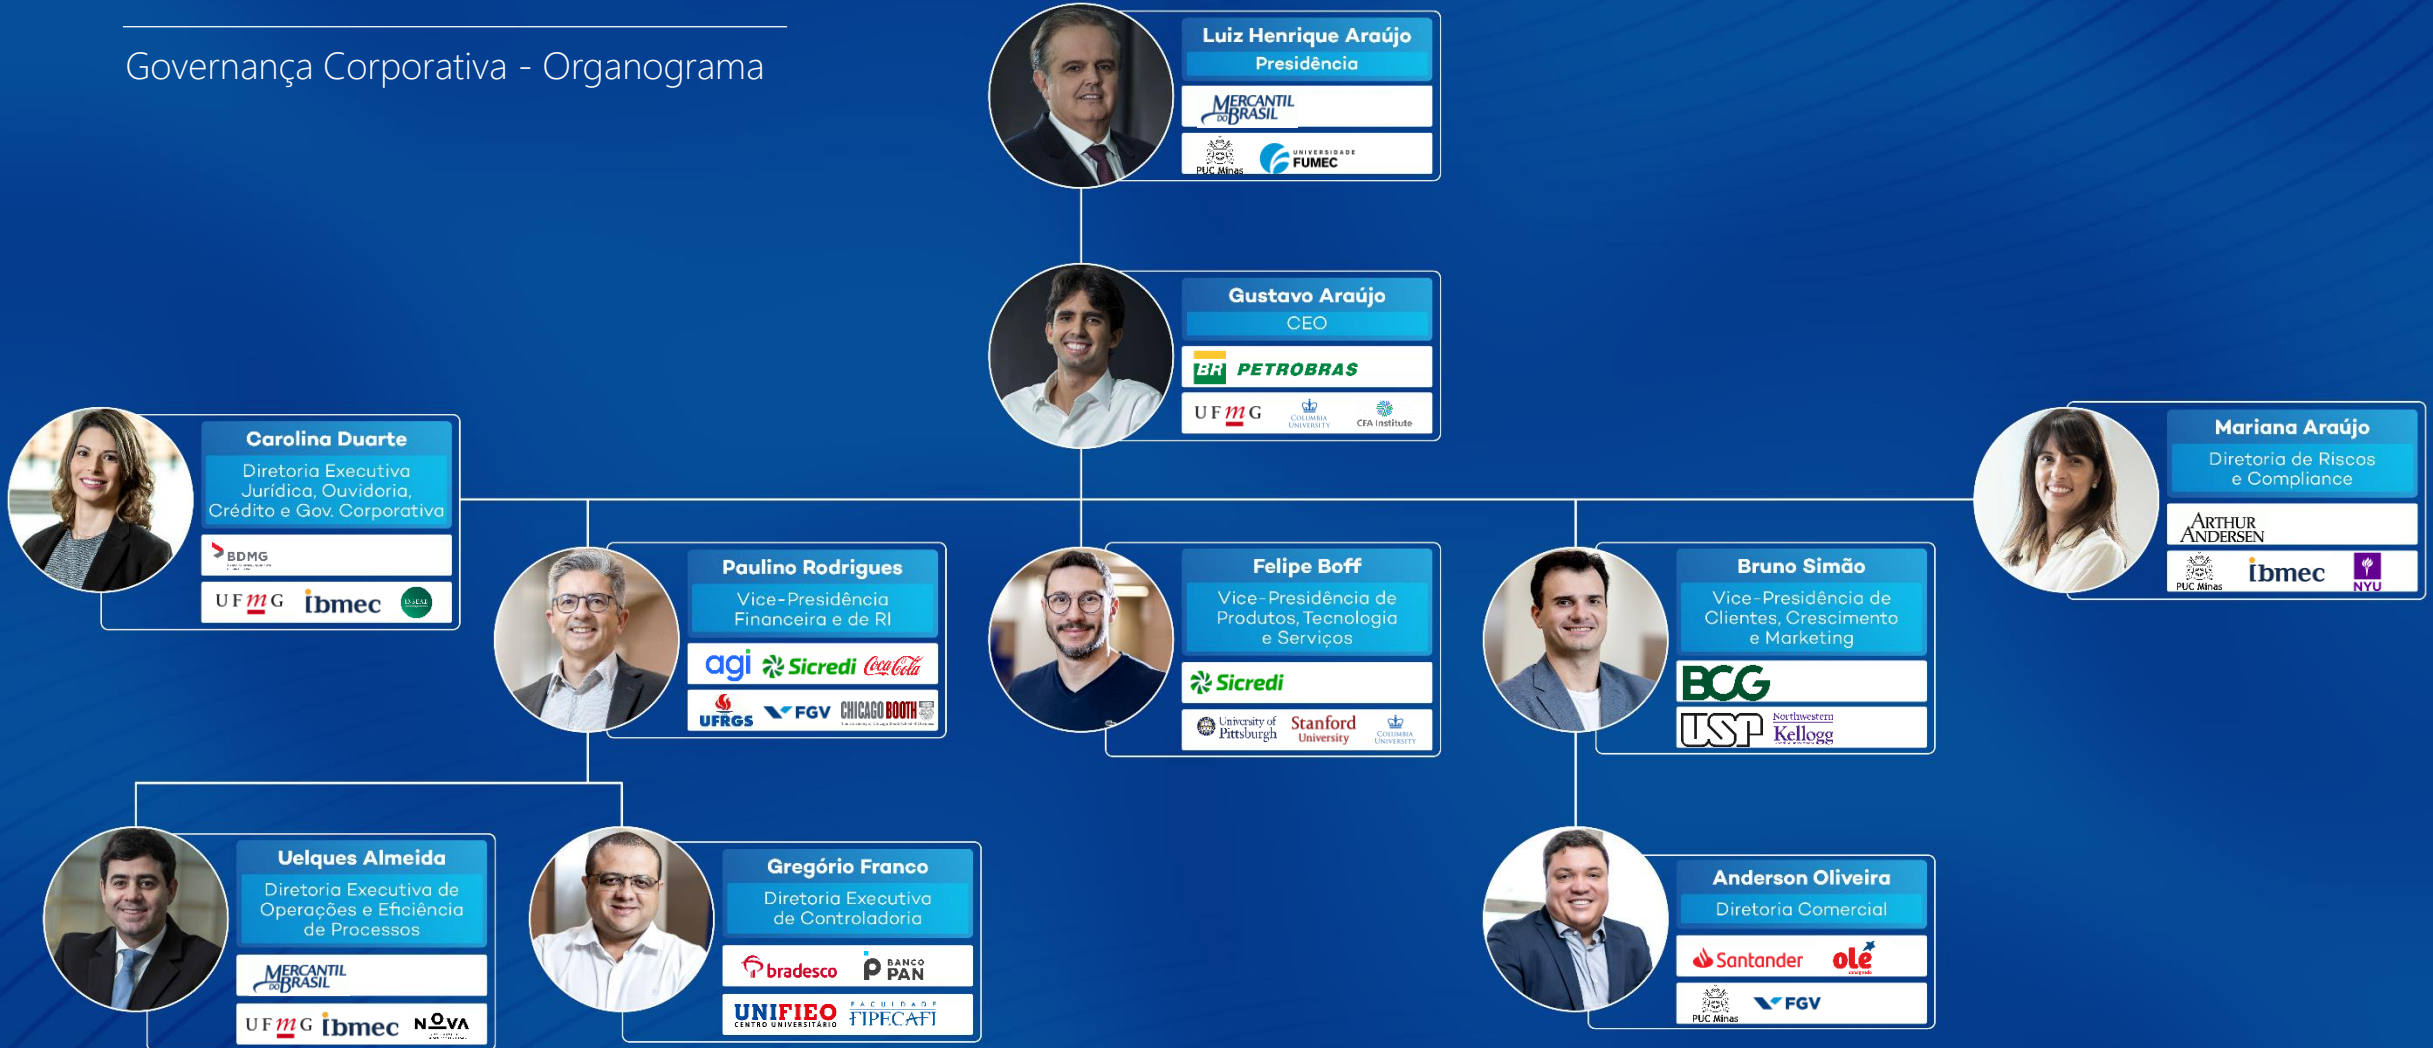 Governança Corporativa - Organograma
Luiz Henrique Araújo
Presidência
MERCANTIL
DO BRASIL
PUC Minas
UNIVERSIDADE
FUMEC
Gustavo Araújo
CEO
BR PETROBRAS
UFMG
COLUMBIA
UNIVERSITY
CFA Institute
Carolina Duarte
Diretoria Executiva
Jurídica, Ouvidoria,
Crédito e Gov. Corporativa
BDMG
UFMG
ibmec
INSEAD
Mariana Araújo
Diretoria de Riscos
e Compliance
ARTHUR
ANDERSEN
PUC Minas
ibmec
NYU
Paulino Rodrigues
Vice-Presidência
Financeira e de RI
agi
Sicredi
Coca-Cola
UFRGS
FGV
CHICAGO BOOTH
Felipe Boff
Vice-Presidência de
Produtos, Tecnologia
e Serviços
Sicredi
University of
Pittsburgh
Stanford
University
COLUMBIA
UNIVERSITY
Bruno Simão
Vice-Presidência de
Clientes, Crescimento
e Marketing
BCG
USP
Northwestern
Kellogg
Uelques Almeida
Diretoria Executiva de
Operações e Eficiência
de Processos
MERCANTIL
DO BRASIL
UFMG
ibmec
NOVA
Gregório Franco
Diretoria Executiva
de Controladoria
bradesco
BANCO
PAN
UNIFIEO
CENTRO UNIVERSITÁRIO
FACULDADE
FIPECAFI
Anderson Oliveira
Diretoria Comercial
Santander
olé
consignado
PUC Minas
FGV